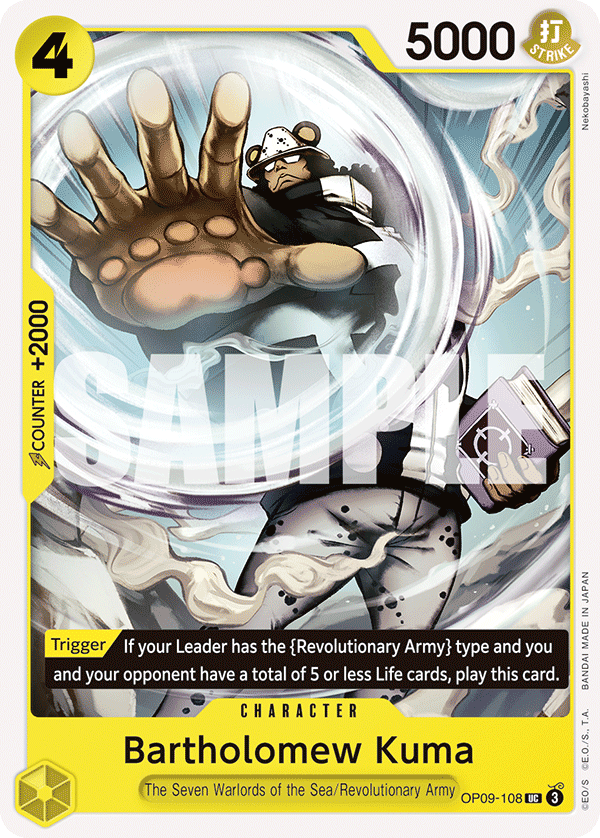 4
5000
打
STRIKE
Nekobayashi
COUNTER +2000
SAMPLE
Trigger If your Leader has the {Revolutionary Army} type and you
and your opponent have a total of 5 or less Life cards, play this card.
CHARACTER
Bartholomew Kuma
The Seven Warlords of the Sea/Revolutionary Army
OP09-108 UC 3
©EO/S ©E.O./S., T.A. BANDAI MADE IN JAPAN